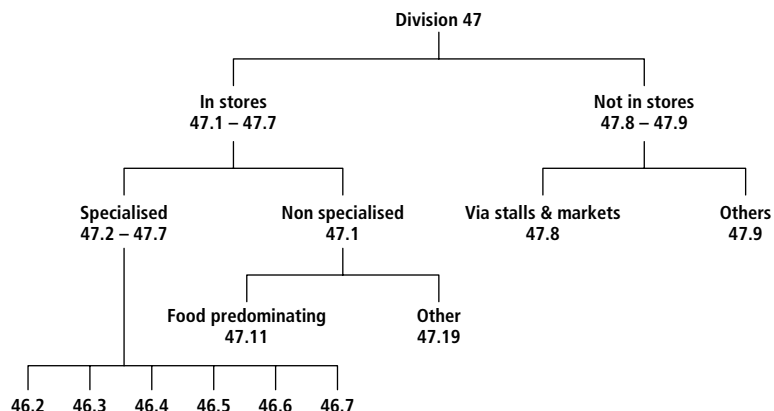 Division 47
In stores
47.1 – 47.7
Not in stores
47.8 – 47.9
Specialised
47.2 – 47.7
Non specialised
47.1
Via stalls & markets
47.8
Others
47.9
Food predominating
47.11
Other
47.19
46.2 46.3 46.4 46.5 46.6 46.7